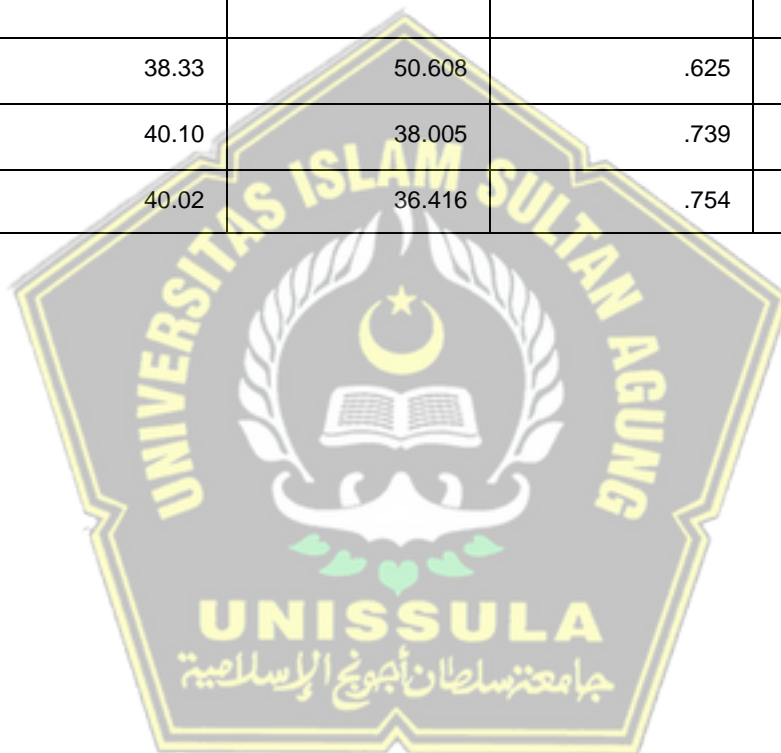 38.33 50.608 .625
40.10 38.005 .739
40.02 36.416 .754
UNIVERSITAS ISLAM SULTAN AGUNG
UNISSULA
جامعة سلطان أجونج الإسلامية